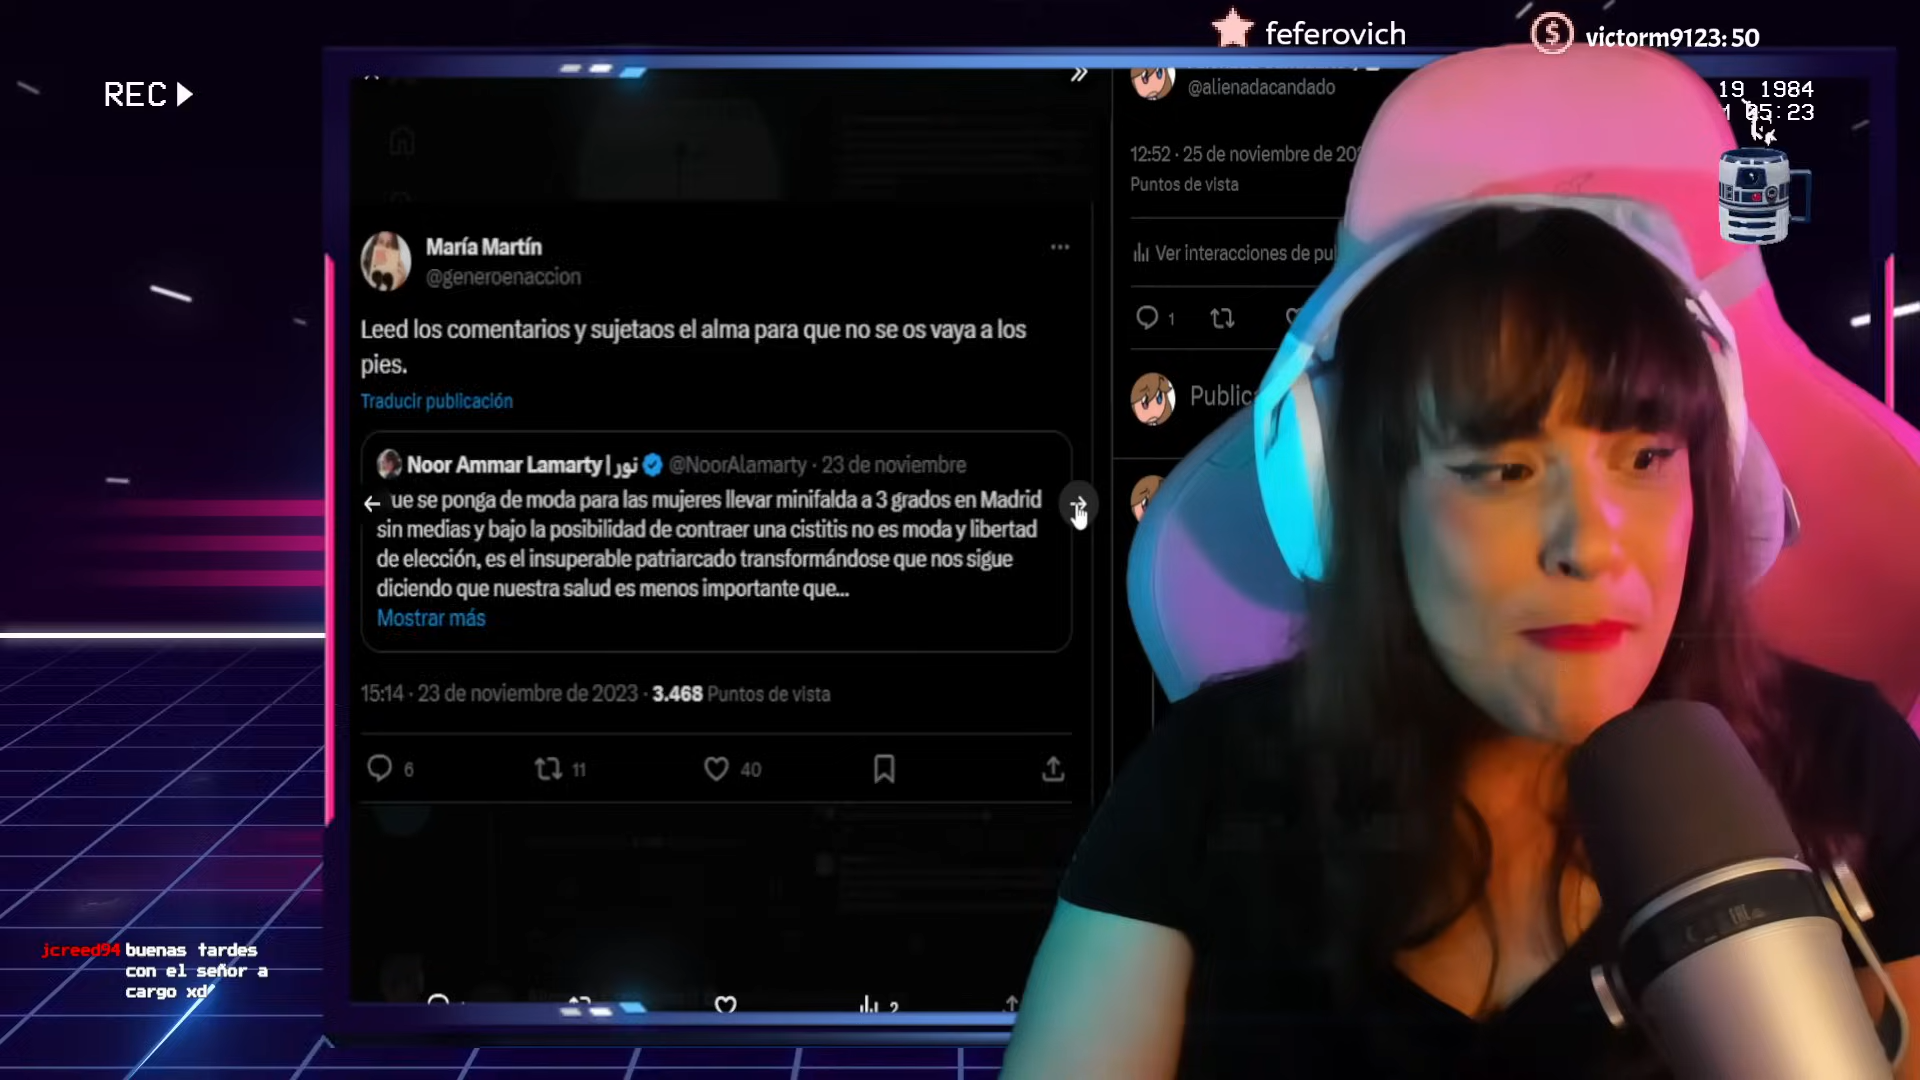 feferovich
victorm9123: 50
REC
19 1984
05:23
@alienadacandado
12:52 · 25 de noviembre de 20
Puntos de vista
Ver interacciones de pu
1
Public
María Martín
@generoenaccion
Leed los comentarios y sujetaos el alma para que no se os vaya a los
pies.
Traducir publicación
Noor Ammar Lamarty | نور @NoorAlamarty · 23 de noviembre
ue se ponga de moda para las mujeres llevar minifalda a 3 grados en Madrid
sin medias y bajo la posibilidad de contraer una cistitis no es moda y libertad
de elección, es el insuperable patriarcado transformándose que nos sigue
diciendo que nuestra salud es menos importante que...
Mostrar más
15:14 · 23 de noviembre de 2023 · 3.468 Puntos de vista
6 11 40
2
jcreed94 buenas tardes
con el señor a
cargo xd